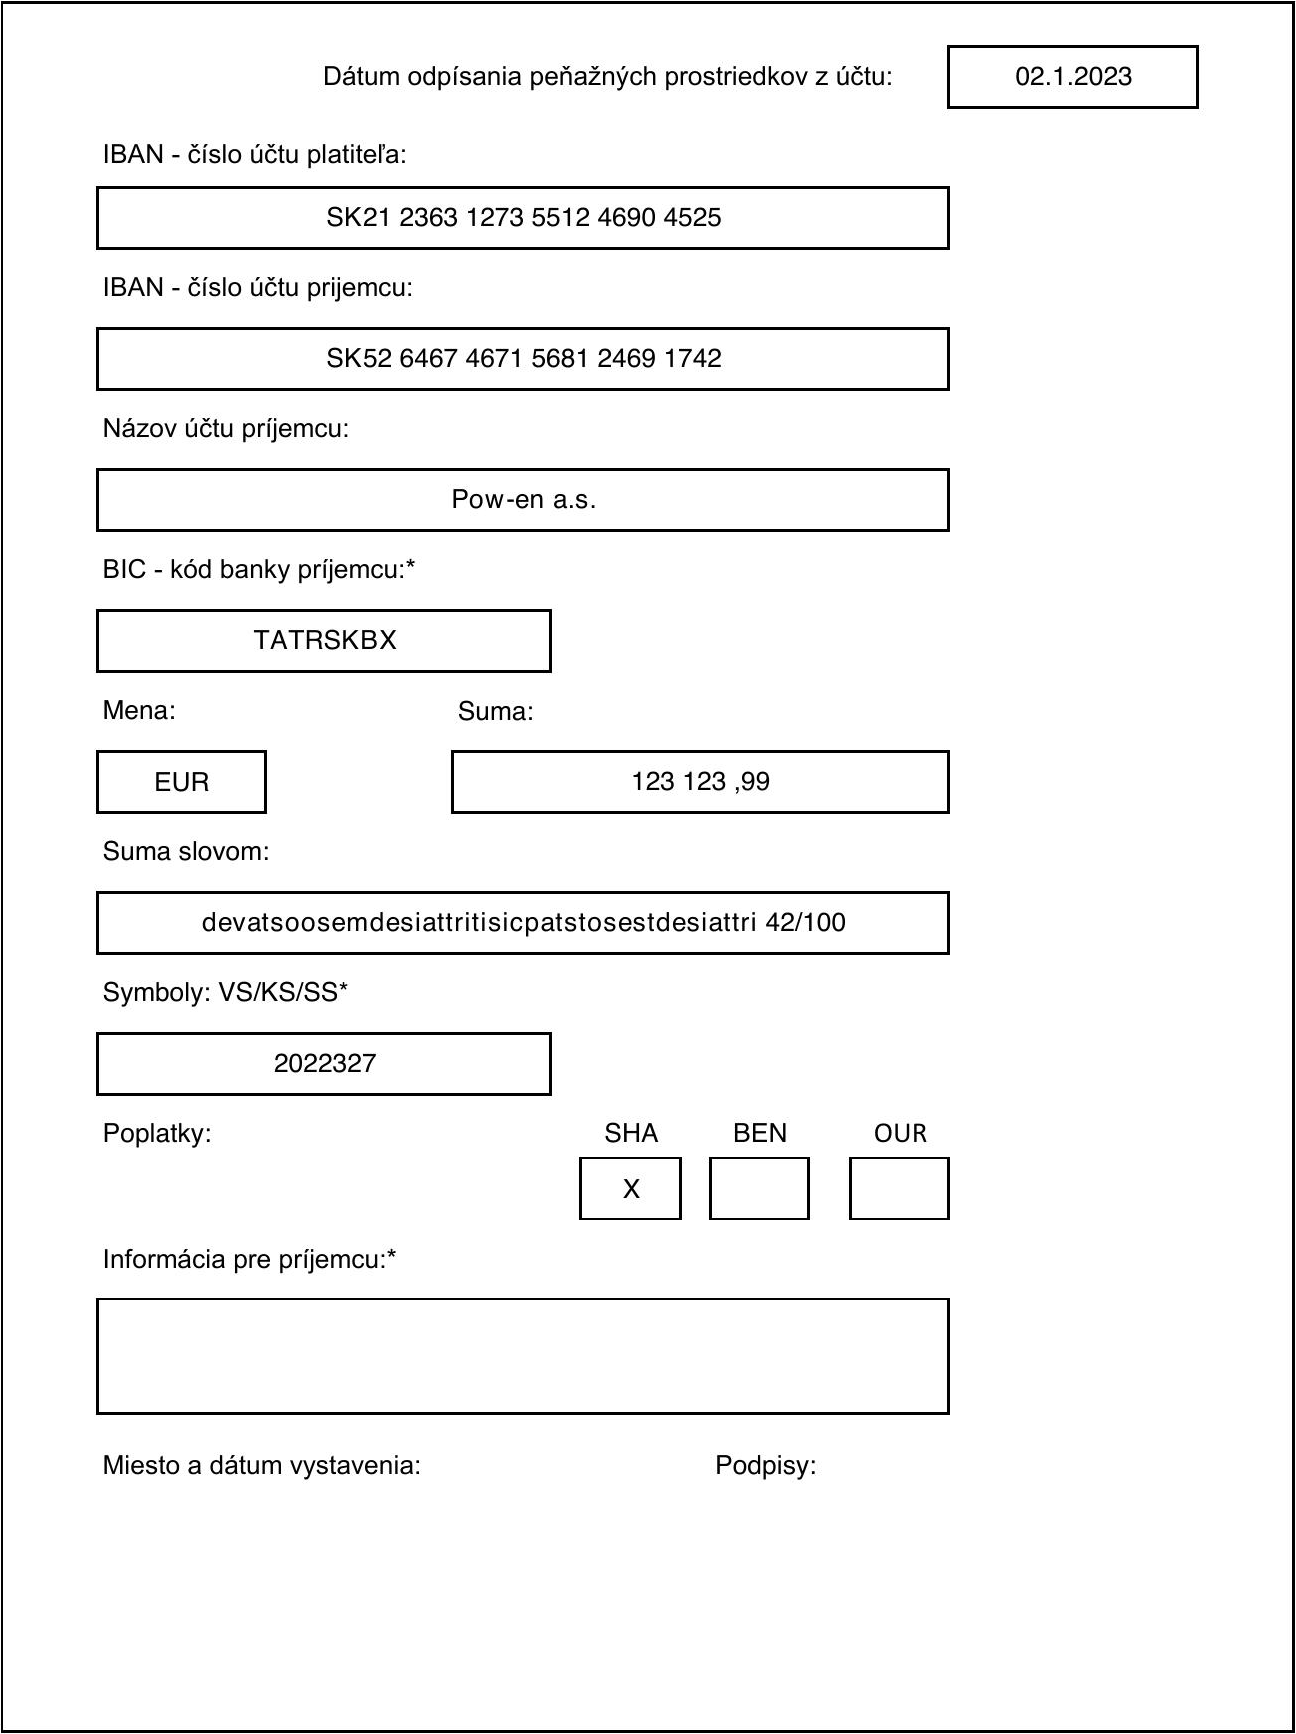 Dátum odpísania peňažných prostriedkov z účtu: 02.1.2023
IBAN - číslo účtu platiteľa:
SK21 2363 1273 5512 4690 4525
IBAN - číslo účtu prijemcu:
SK52 6467 4671 5681 2469 1742
Názov účtu príjemcu:
Pow-en a.s.
BIC - kód banky príjemcu:*
TATRSKBX
Mena: Suma:
EUR 123 123 ,99
Suma slovom:
devatsoosemdesiattritisicpatstosestdesiattri 42/100
Symboly: VS/KS/SS*
2022327
Poplatky: SHA BEN OUR
X
Informácia pre príjemcu:*
Miesto a dátum vystavenia: Podpisy: